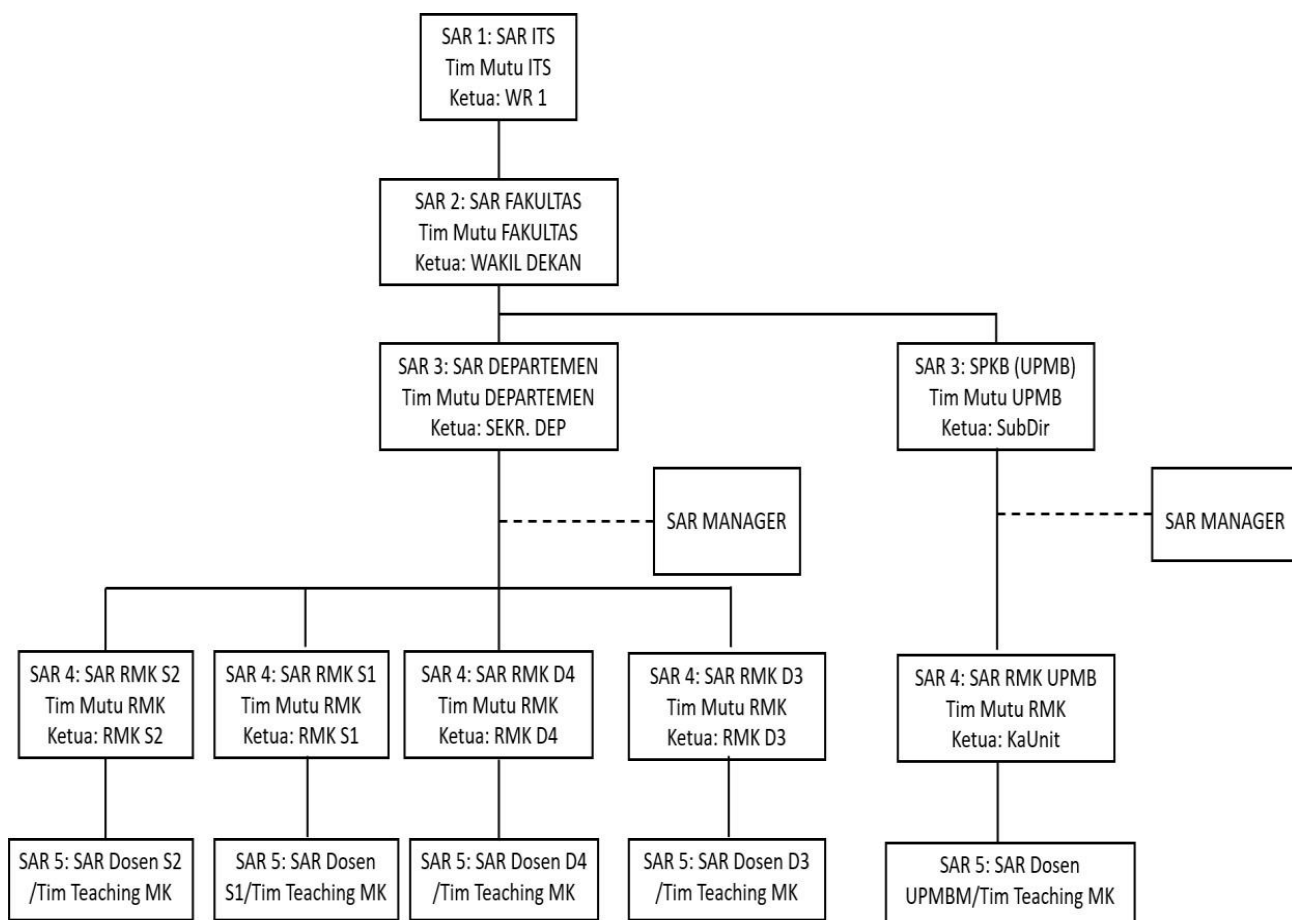 SAR 1: SAR ITS
Tim Mutu ITS
Ketua: WR 1
SAR 2: SAR FAKULTAS
Tim Mutu FAKULTAS
Ketua: WAKIL DEKAN
SAR 3: SAR DEPARTEMEN
Tim Mutu DEPARTEMEN
Ketua: SEKR. DEP
SAR 3: SPKB (UPMB)
Tim Mutu UPMB
Ketua: SubDir
SAR MANAGER
SAR MANAGER
SAR 4: SAR RMK S2
Tim Mutu RMK
Ketua: RMK S2
SAR 4: SAR RMK S1
Tim Mutu RMK
Ketua: RMK S1
SAR 4: SAR RMK D4
Tim Mutu RMK
Ketua: RMK D4
SAR 4: SAR RMK D3
Tim Mutu RMK
Ketua: RMK D3
SAR 4: SAR RMK UPMB
Tim Mutu RMK
Ketua: KaUnit
SAR 5: SAR Dosen S2
/Tim Teaching MK
SAR 5: SAR Dosen
S1/Tim Teaching MK
SAR 5: SAR Dosen D4
/Tim Teaching MK
SAR 5: SAR Dosen D3
/Tim Teaching MK
SAR 5: SAR Dosen
UPMBM/Tim Teaching MK